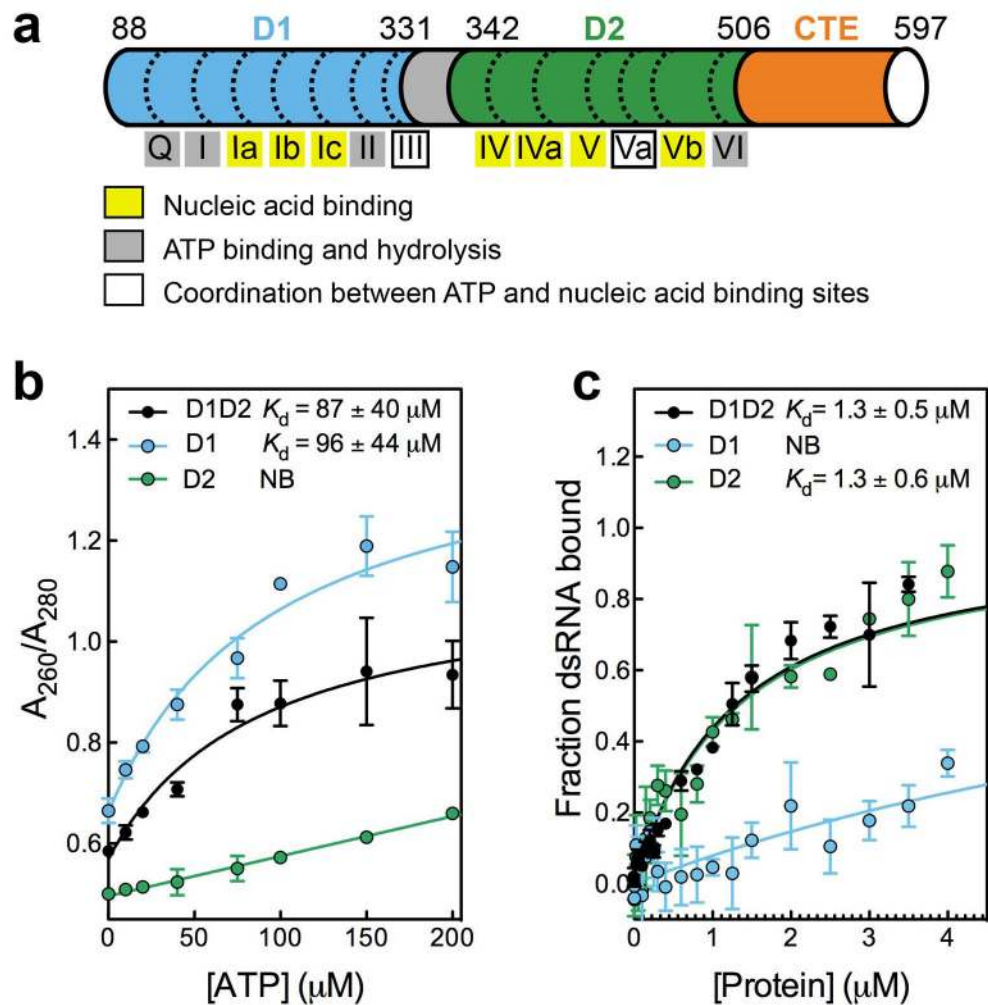 a
88 D1 331 342 D2 506 CTE 597
Q I Ia Ib Ic II III IV IVa V Va Vb VI
Nucleic acid binding
ATP binding and hydrolysis
Coordination between ATP and nucleic acid binding sites
b
D1D2 Kd = 87 ± 40 μM
D1 Kd = 96 ± 44 μM
D2 NB
A260/A280
1.4
1.2
1.0
0.8
0.6
0 50 100 150 200
[ATP] (μM)
c
D1D2 Kd = 1.3 ± 0.5 μM
D1 NB
D2 Kd = 1.3 ± 0.6 μM
Fraction dsRNA bound
1.2
1.0
0.8
0.6
0.4
0.2
0.0
0 1 2 3 4
[Protein] (μM)